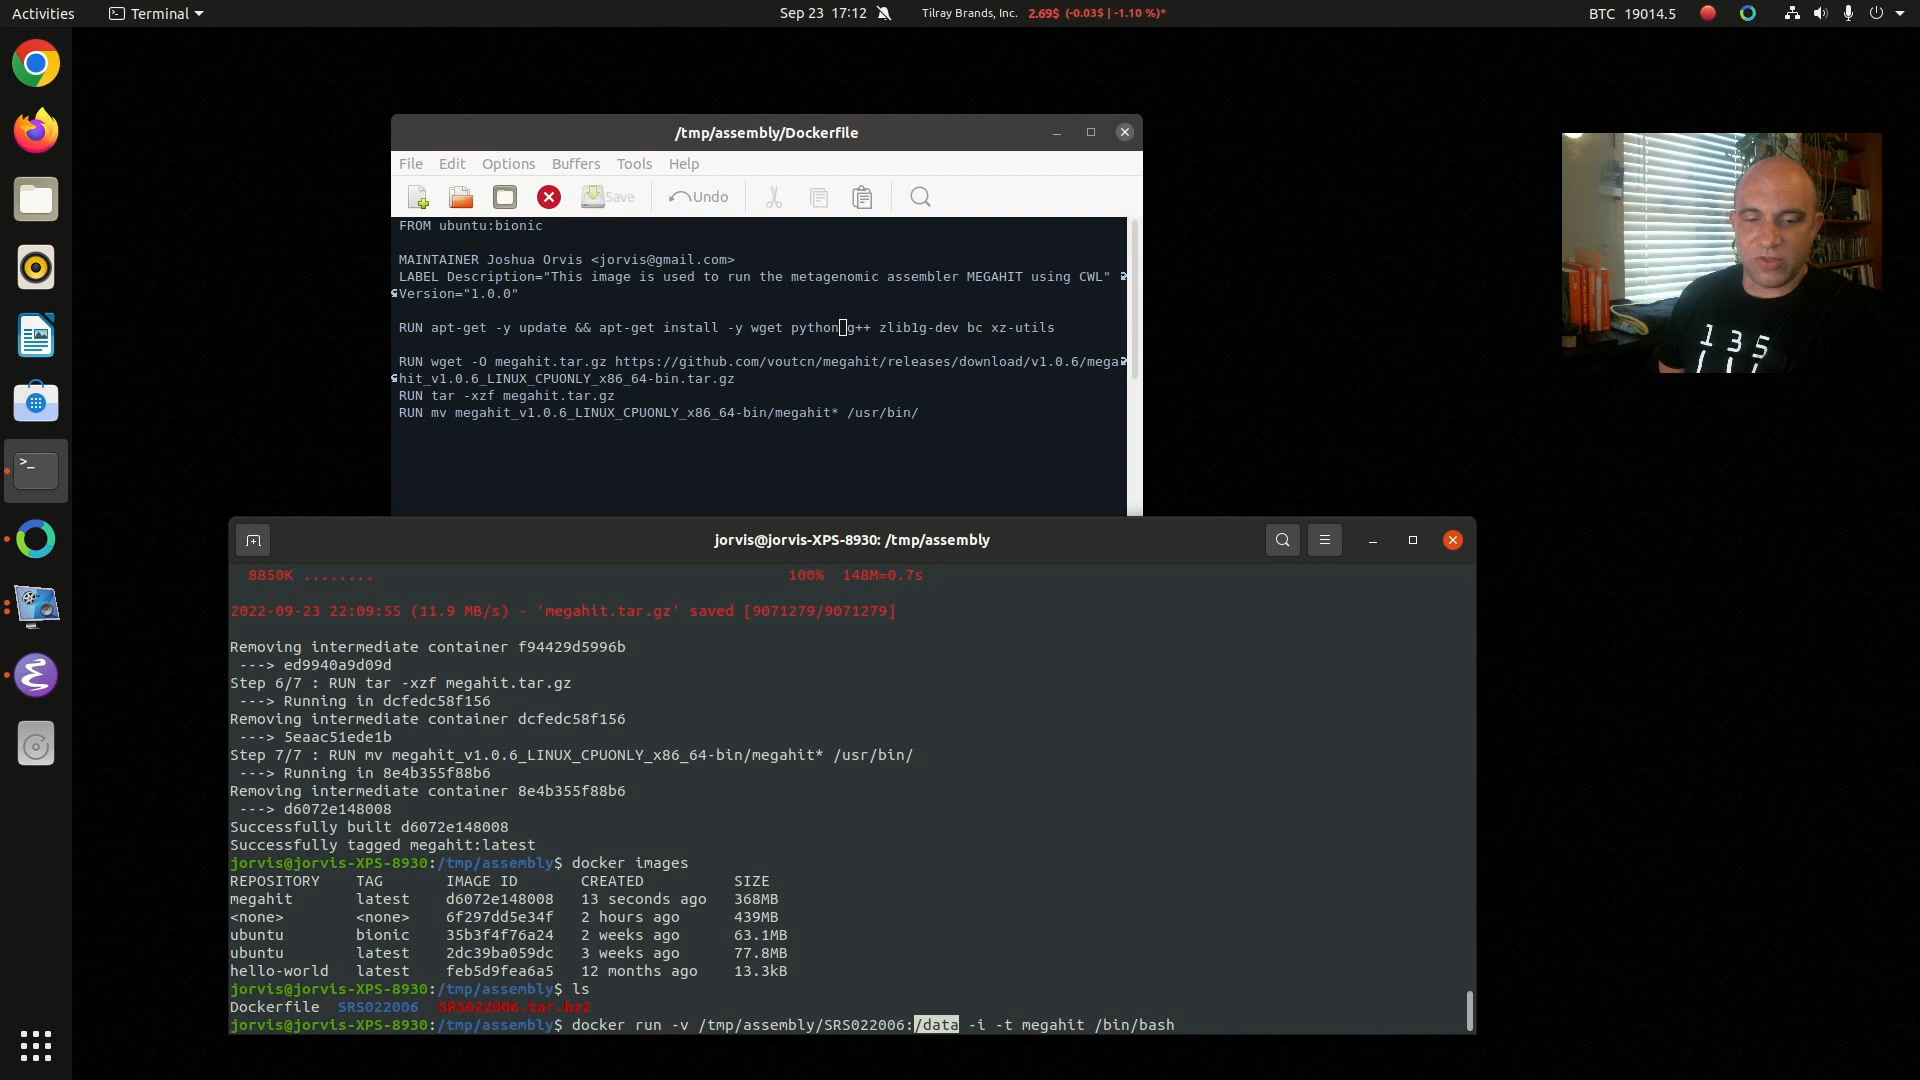 Activities Terminal Sep 23 17:12 Tilray Brands, Inc. 2.69$ (-0.03$ | -1.10 %)* BTC 19014.5
/tmp/assembly/Dockerfile
File Edit Options Buffers Tools Help
Save Undo
FROM ubuntu:bionic
MAINTAINER Joshua Orvis <jorvis@gmail.com>
LABEL Description="This image is used to run the metagenomic assembler MEGAHIT using CWL"
Version="1.0.0"
RUN apt-get -y update && apt-get install -y wget python g++ zlib1g-dev bc xz-utils
RUN wget -O megahit.tar.gz https://github.com/voutcn/megahit/releases/download/v1.0.6/mega
hit_v1.0.6_LINUX_CPUONLY_x86_64-bin.tar.gz
RUN tar -xzf megahit.tar.gz
RUN mv megahit_v1.0.6_LINUX_CPUONLY_x86_64-bin/megahit* /usr/bin/
1 3 5
jorvis@jorvis-XPS-8930: /tmp/assembly
8850K ........ 100% 148M=0.7s
2022-09-23 22:09:55 (11.9 MB/s) - 'megahit.tar.gz' saved [9071279/9071279]
Removing intermediate container f94429d5996b
---> ed9940a9d09d
Step 6/7 : RUN tar -xzf megahit.tar.gz
---> Running in dcfedc58f156
Removing intermediate container dcfedc58f156
---> 5eaac51ede1b
Step 7/7 : RUN mv megahit_v1.0.6_LINUX_CPUONLY_x86_64-bin/megahit* /usr/bin/
---> Running in 8e4b355f88b6
Removing intermediate container 8e4b355f88b6
---> d6072e148008
Successfully built d6072e148008
Successfully tagged megahit:latest
jorvis@jorvis-XPS-8930:/tmp/assembly$ docker images
REPOSITORY TAG IMAGE ID CREATED SIZE
megahit latest d6072e148008 13 seconds ago 368MB
<none> <none> 6f297dd5e34f 2 hours ago 439MB
ubuntu bionic 35b3f4f76a24 2 weeks ago 63.1MB
ubuntu latest 2dc39ba059dc 3 weeks ago 77.8MB
hello-world latest feb5d9fea6a5 12 months ago 13.3kB
jorvis@jorvis-XPS-8930:/tmp/assembly$ ls
Dockerfile SRS022006 SRS022006.tar.bz2
jorvis@jorvis-XPS-8930:/tmp/assembly$ docker run -v /tmp/assembly/SRS022006:/data -i -t megahit /bin/bash